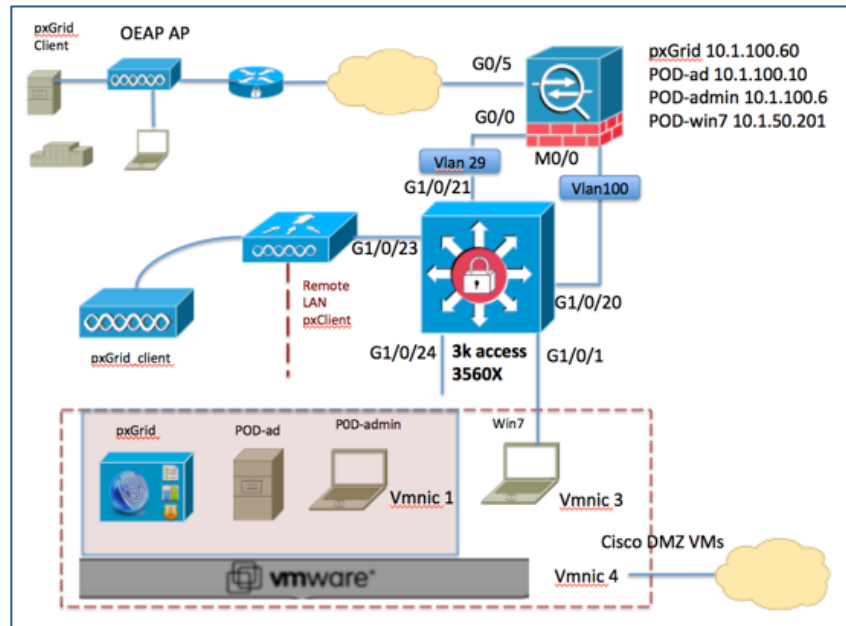 pxGrid
Client
OEAP AP
G0/5
pxGrid 10.1.100.60
POD-ad 10.1.100.10
POD-admin 10.1.100.6
POD-win7 10.1.50.201
G0/0
M0/0
Vlan 29
Vlan100
G1/0/21
G1/0/23
G1/0/20
Remote
LAN
pxClient
pxGrid_client
G1/0/24
3k access
3560X
G1/0/1
pxGrid
POD-ad
P0D-admin
Win7
Vmnic 1
Vmnic 3
Cisco DMZ VMs
vmware
Vmnic 4